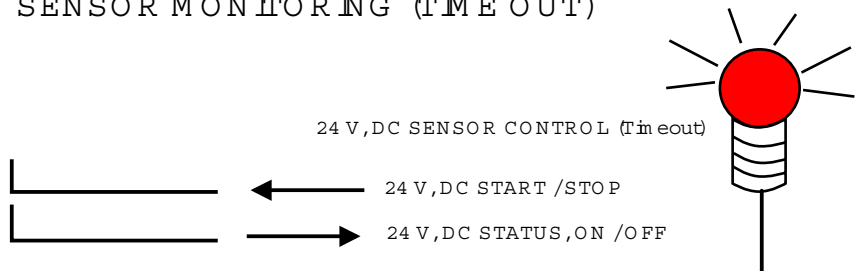 SENSOR MONITORING (TIME OUT)
24 V, DC SENSOR CONTROL (Timeout)
24 V, DC START / STOP
24 V, DC STATUS, ON / OFF